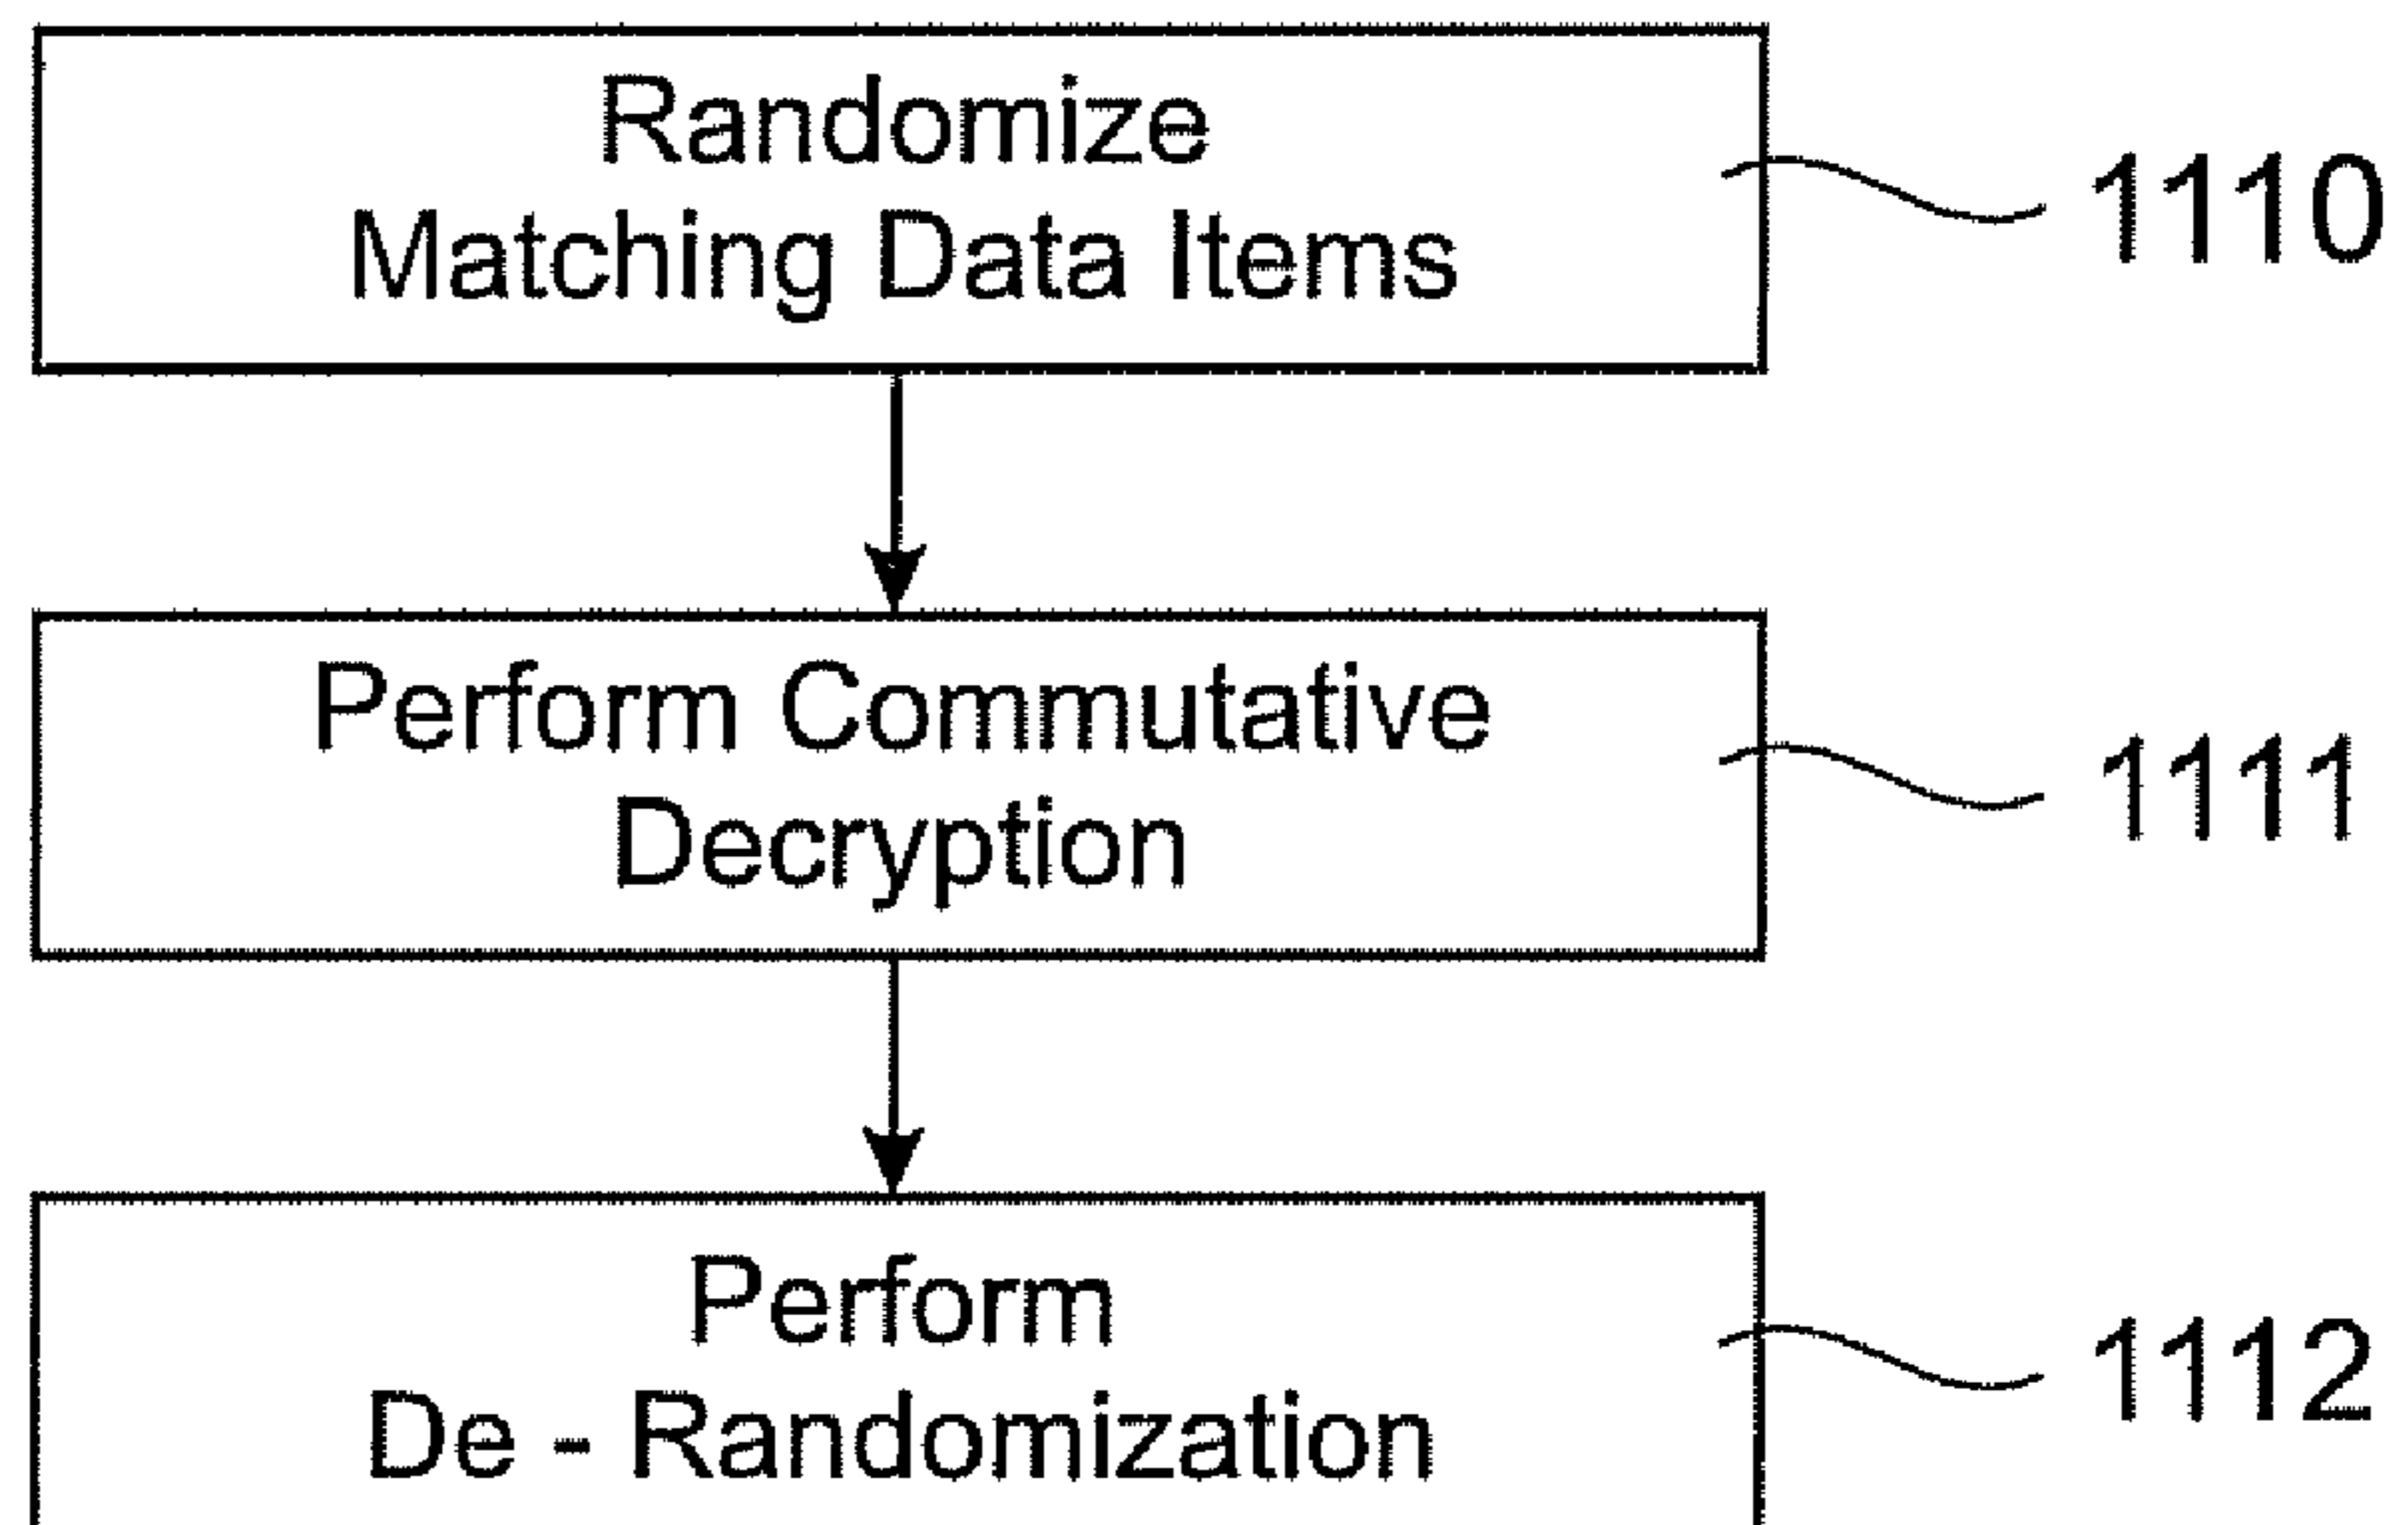 Randomize
Matching Data Items
1110
Perform Commutative
Decryption
1111
Perform
De - Randomization
1112